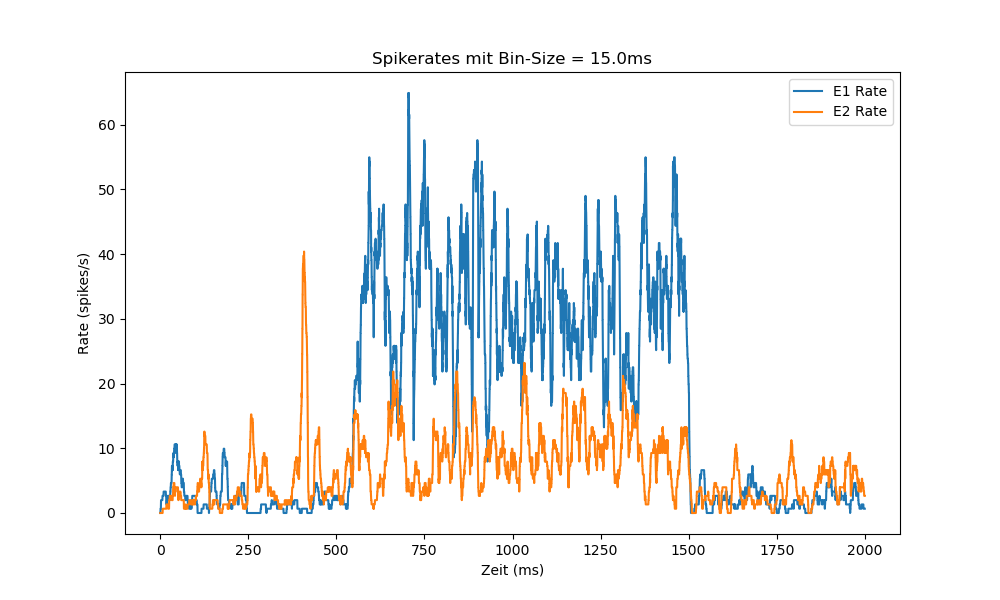 Spikerates mit Bin-Size = 15.0ms
E1 Rate
E2 Rate
Rate (spikes/s)
60
50
40
30
20
10
0
0 250 500 750 1000 1250 1500 1750 2000
Zeit (ms)